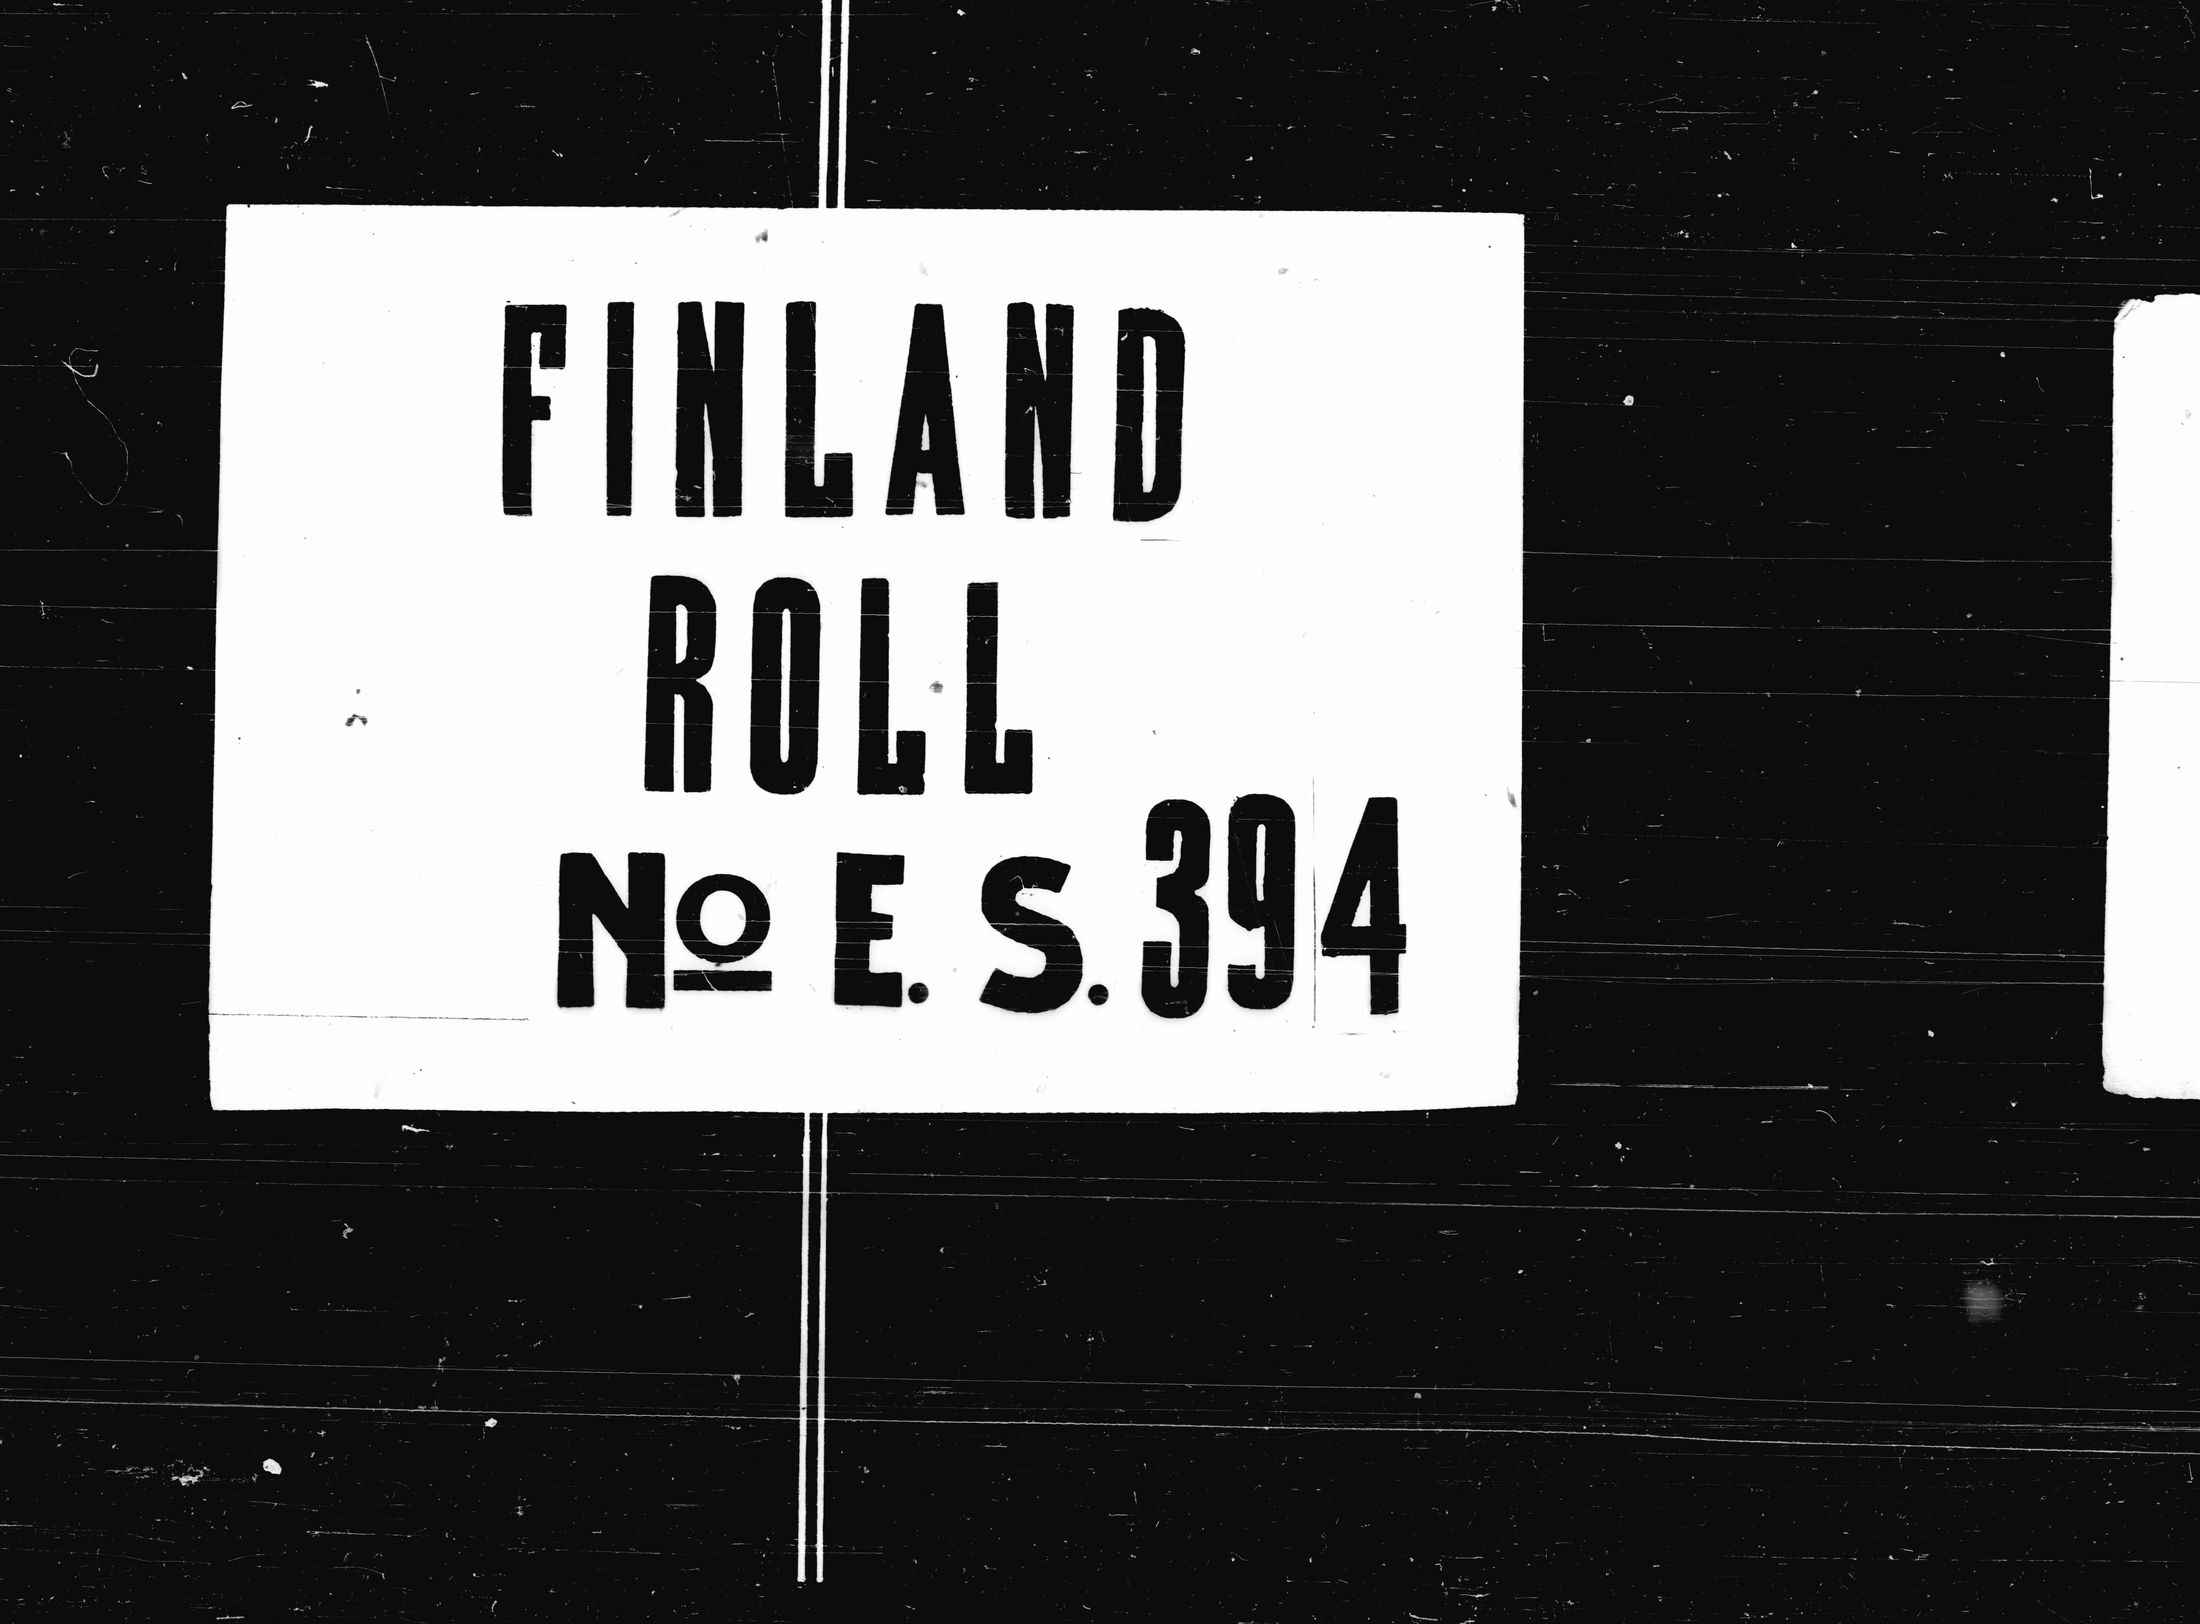 FINLAND
ROLL
Nº E. S. 394